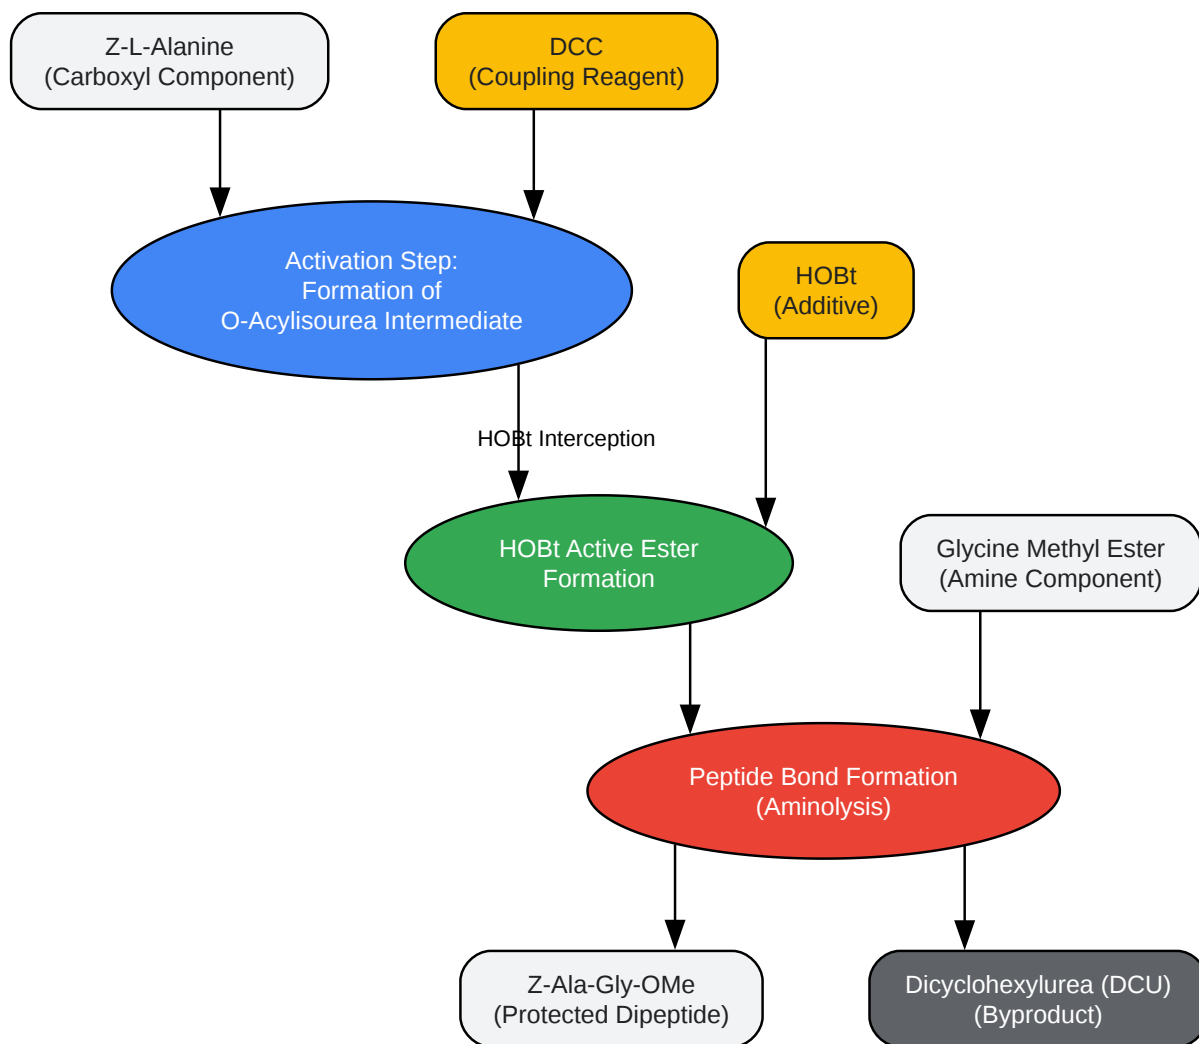 Z-L-Alanine
(Carboxyl Component)
DCC
(Coupling Reagent)
Activation Step:
Formation of
O-Acylisourea Intermediate
HOBt
(Additive)
HOBt Interception
HOBt Active Ester
Formation
Glycine Methyl Ester
(Amine Component)
Peptide Bond Formation
(Aminolysis)
Z-Ala-Gly-OMe
(Protected Dipeptide)
Dicyclohexylurea (DCU)
(Byproduct)